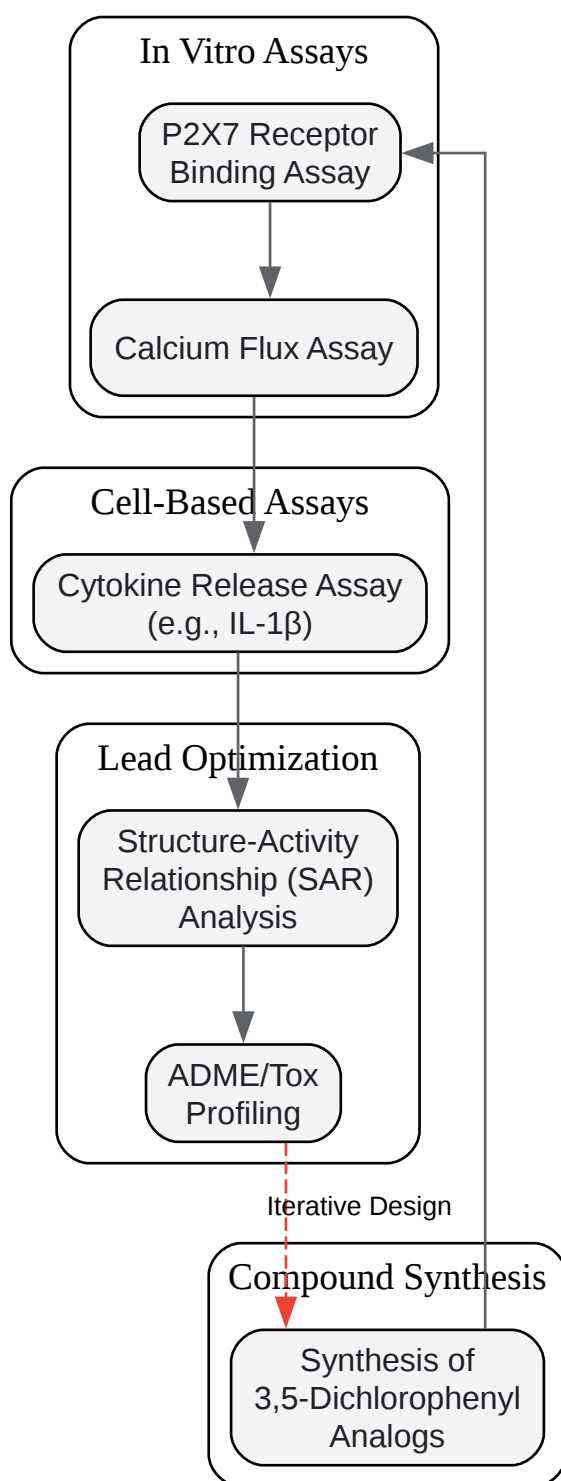 In Vitro Assays
P2X7 Receptor
Binding Assay
Calcium Flux Assay
Cell-Based Assays
Cytokine Release Assay
(e.g., IL-1β)
Lead Optimization
Structure-Activity
Relationship (SAR)
Analysis
ADME/Tox
Profiling
Iterative Design
Compound Synthesis
Synthesis of
3,5-Dichlorophenyl
Analogs